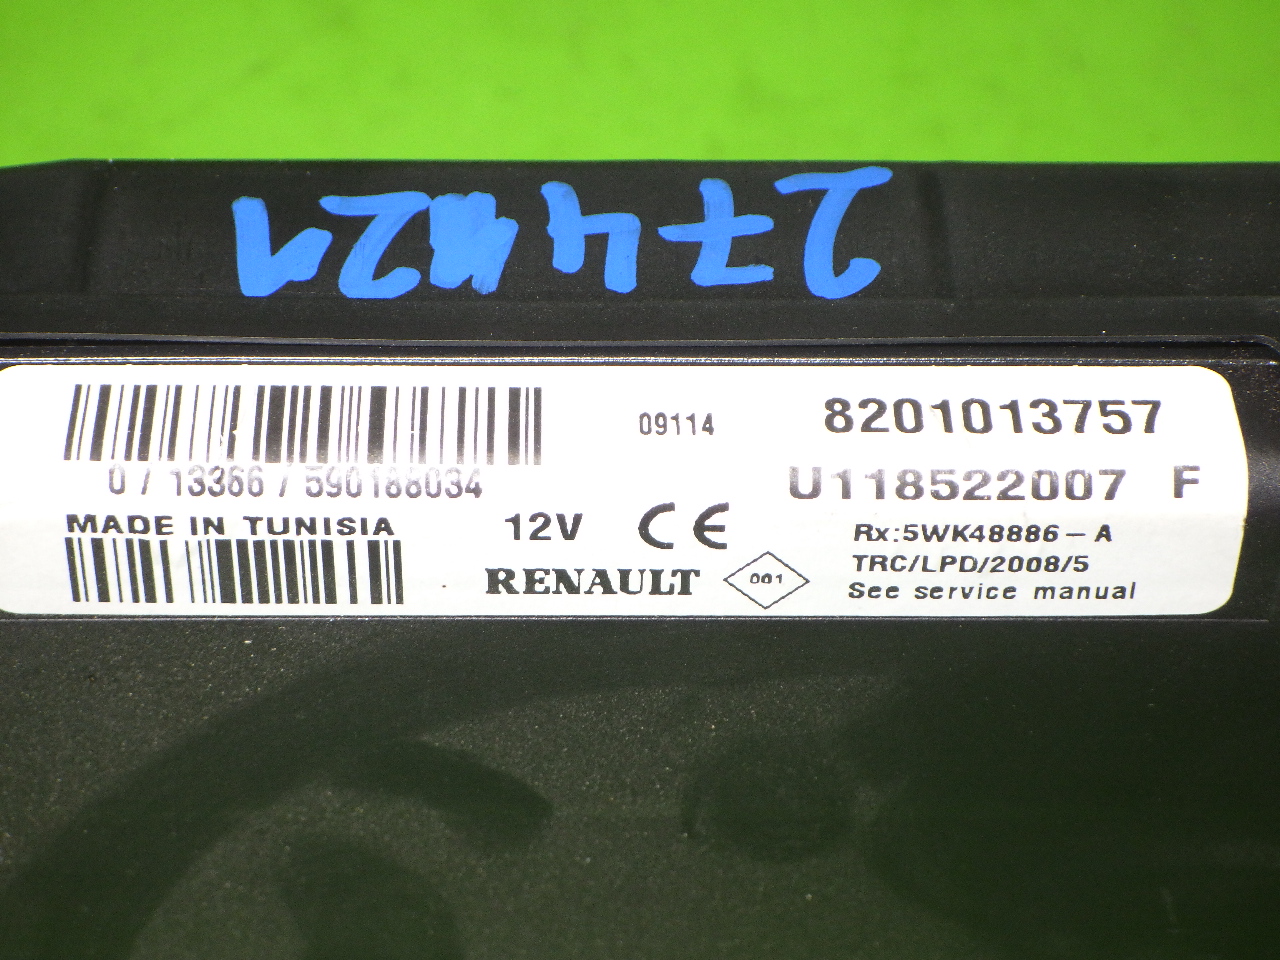 27421
09114 8201013757
0 / 13366 / 590188034 U118522007 F
MADE IN TUNISIA 12V CE Rx:5WK48886-A
RENAULT 001 TRC/LPD/2008/5
See service manual